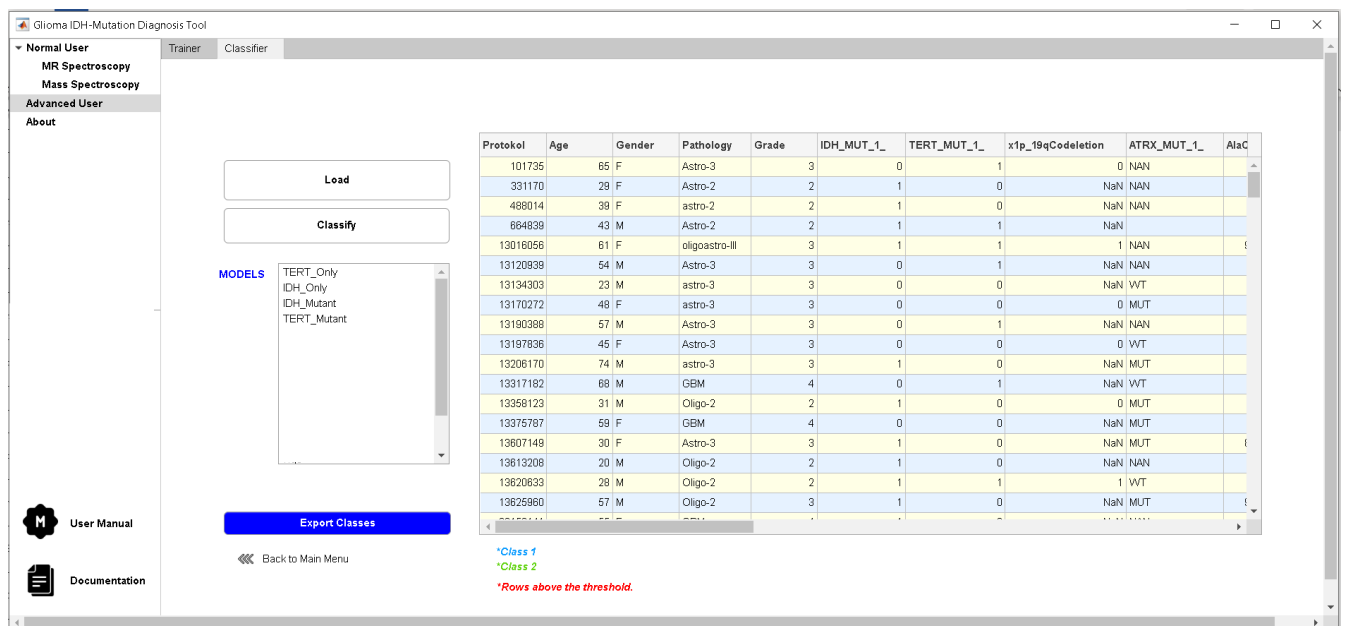 Glioma IDH-Mutation Diagnosis Tool
Normal User
MR Spectroscopy
Mass Spectroscopy
Advanced User
About
Trainer Classifier
Load
Classify
MODELS
TERT_Only
IDH_Only
IDH_Mutant
TERT_Mutant
Export Classes
Back to Main Menu
M User Manual
Documentation
Protokol Age Gender Pathology Grade IDH_MUT_1_ TERT_MUT_1_ x1p_19qCodeletion ATRX_MUT_1_ AlaC
101735 65 F Astro-3 3 0 1 0 NAN
331170 29 F Astro-2 2 1 0 NaN NAN
488014 39 F astro-2 2 1 0 NaN NAN
664839 43 M Astro-2 2 1 1 NaN
13016056 61 F oligoastro-III 3 1 1 1 NAN
13120939 54 M Astro-3 3 0 1 NaN NAN
13134303 23 M astro-3 3 0 0 NaN WT
13170272 48 F astro-3 3 0 0 0 MUT
13190388 57 M Astro-3 3 0 1 NaN NAN
13197836 45 F Astro-3 3 0 0 0 WT
13206170 74 M astro-3 3 1 0 NaN MUT
13317182 68 M GBM 4 0 1 NaN WT
13358123 31 M Oligo-2 2 1 0 0 MUT
13375787 59 F GBM 4 0 0 NaN MUT
13607149 30 F Astro-3 3 1 0 NaN MUT
13613208 20 M Oligo-2 2 1 0 NaN NAN
13620633 28 M Oligo-2 2 1 1 1 WT
13625960 57 M Oligo-2 3 1 0 NaN MUT
*Class 1
*Class 2
*Rows above the threshold.